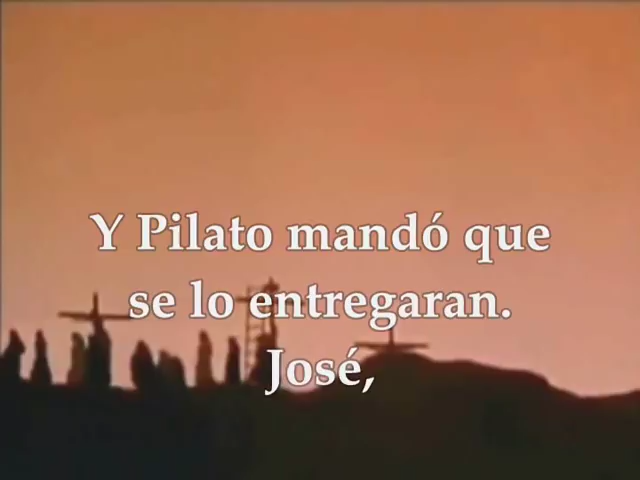 Y Pilato mandó que
se lo entregaran.
José,